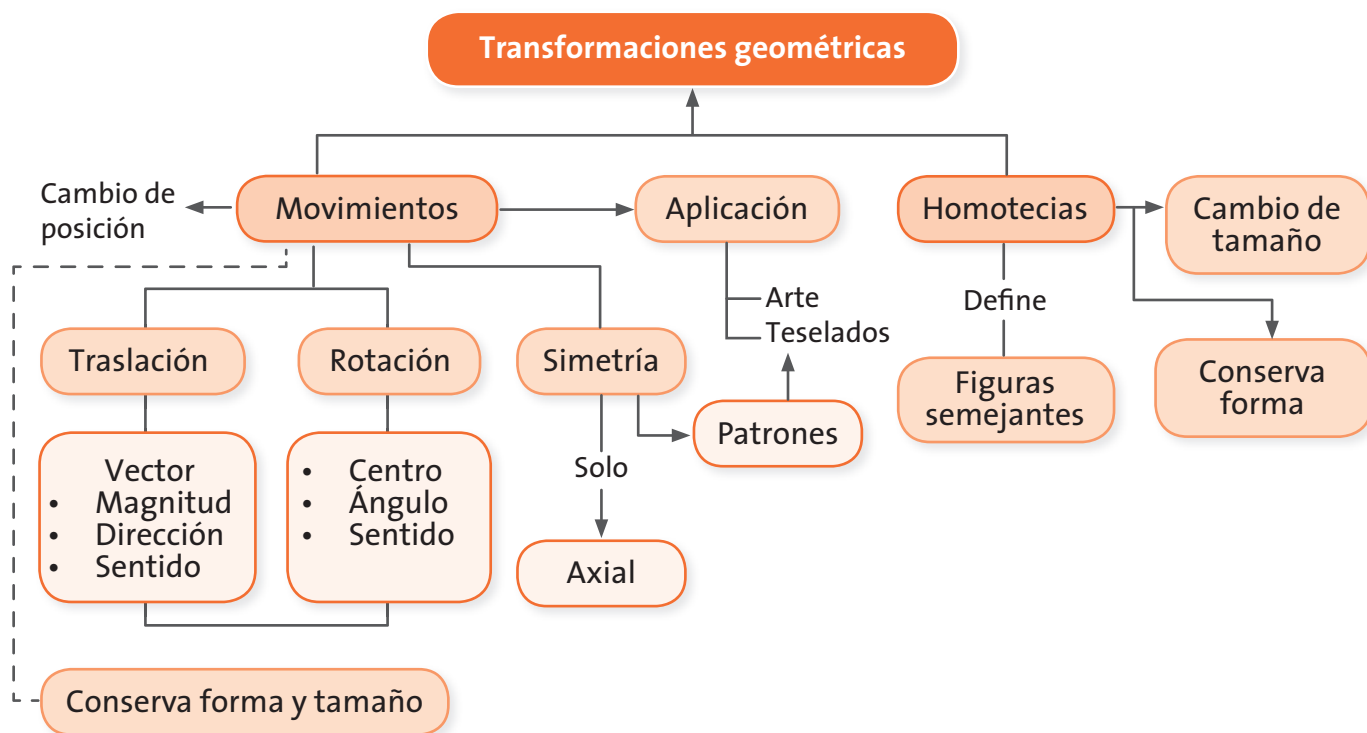 Transformaciones geométricas
Cambio de
posición
Movimientos
Aplicación
Homotecias
Cambio de
tamaño
Arte
Teselados
Define
Traslación
Rotación
Simetría
Figuras
semejantes
Conserva
forma
Patrones
Vector
• Magnitud
• Dirección
• Sentido
• Centro
• Ángulo
• Sentido
Solo
Axial
Conserva forma y tamaño